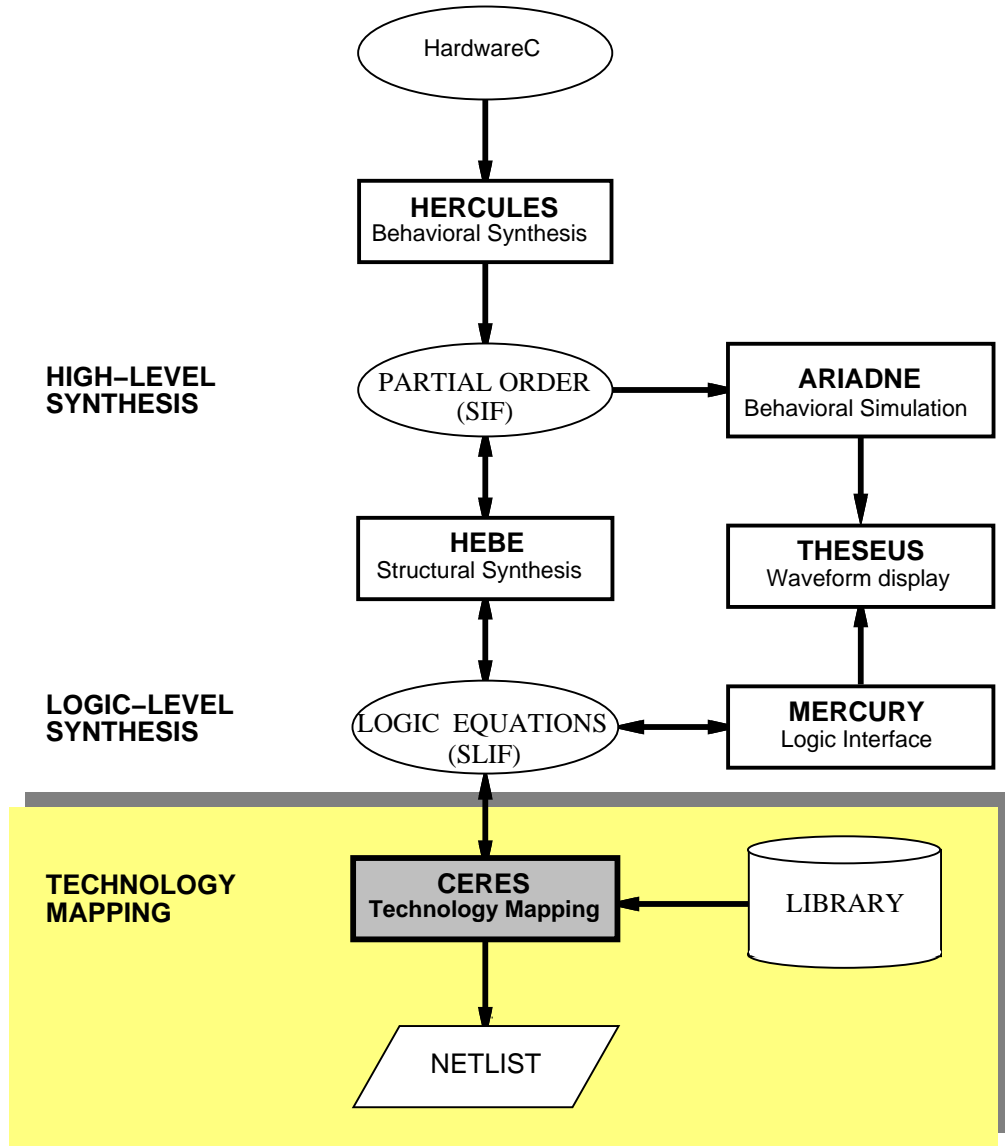 HardwareC
HERCULES
Behavioral Synthesis
HIGH–LEVEL
SYNTHESIS
PARTIAL ORDER
(SIF)
ARIADNE
Behavioral Simulation
HEBE
Structural Synthesis
THESEUS
Waveform display
LOGIC–LEVEL
SYNTHESIS
LOGIC EQUATIONS
(SLIF)
MERCURY
Logic Interface
TECHNOLOGY
MAPPING
CERES
Technology Mapping
LIBRARY
NETLIST